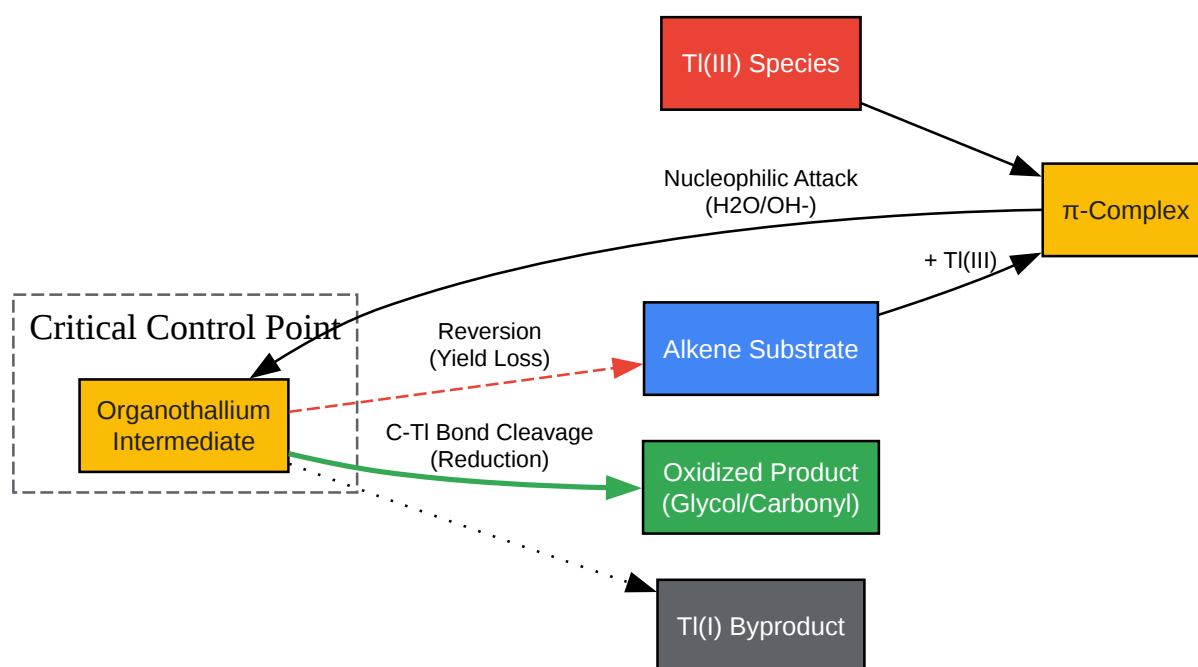 Tl(III) Species
Nucleophilic Attack
(H2O/OH-)
π-Complex
+ Tl(III)
Critical Control Point
Reversion
(Yield Loss)
Alkene Substrate
Organothallium
Intermediate
C-Tl Bond Cleavage
(Reduction)
Oxidized Product
(Glycol/Carbonyl)
Tl(I) Byproduct